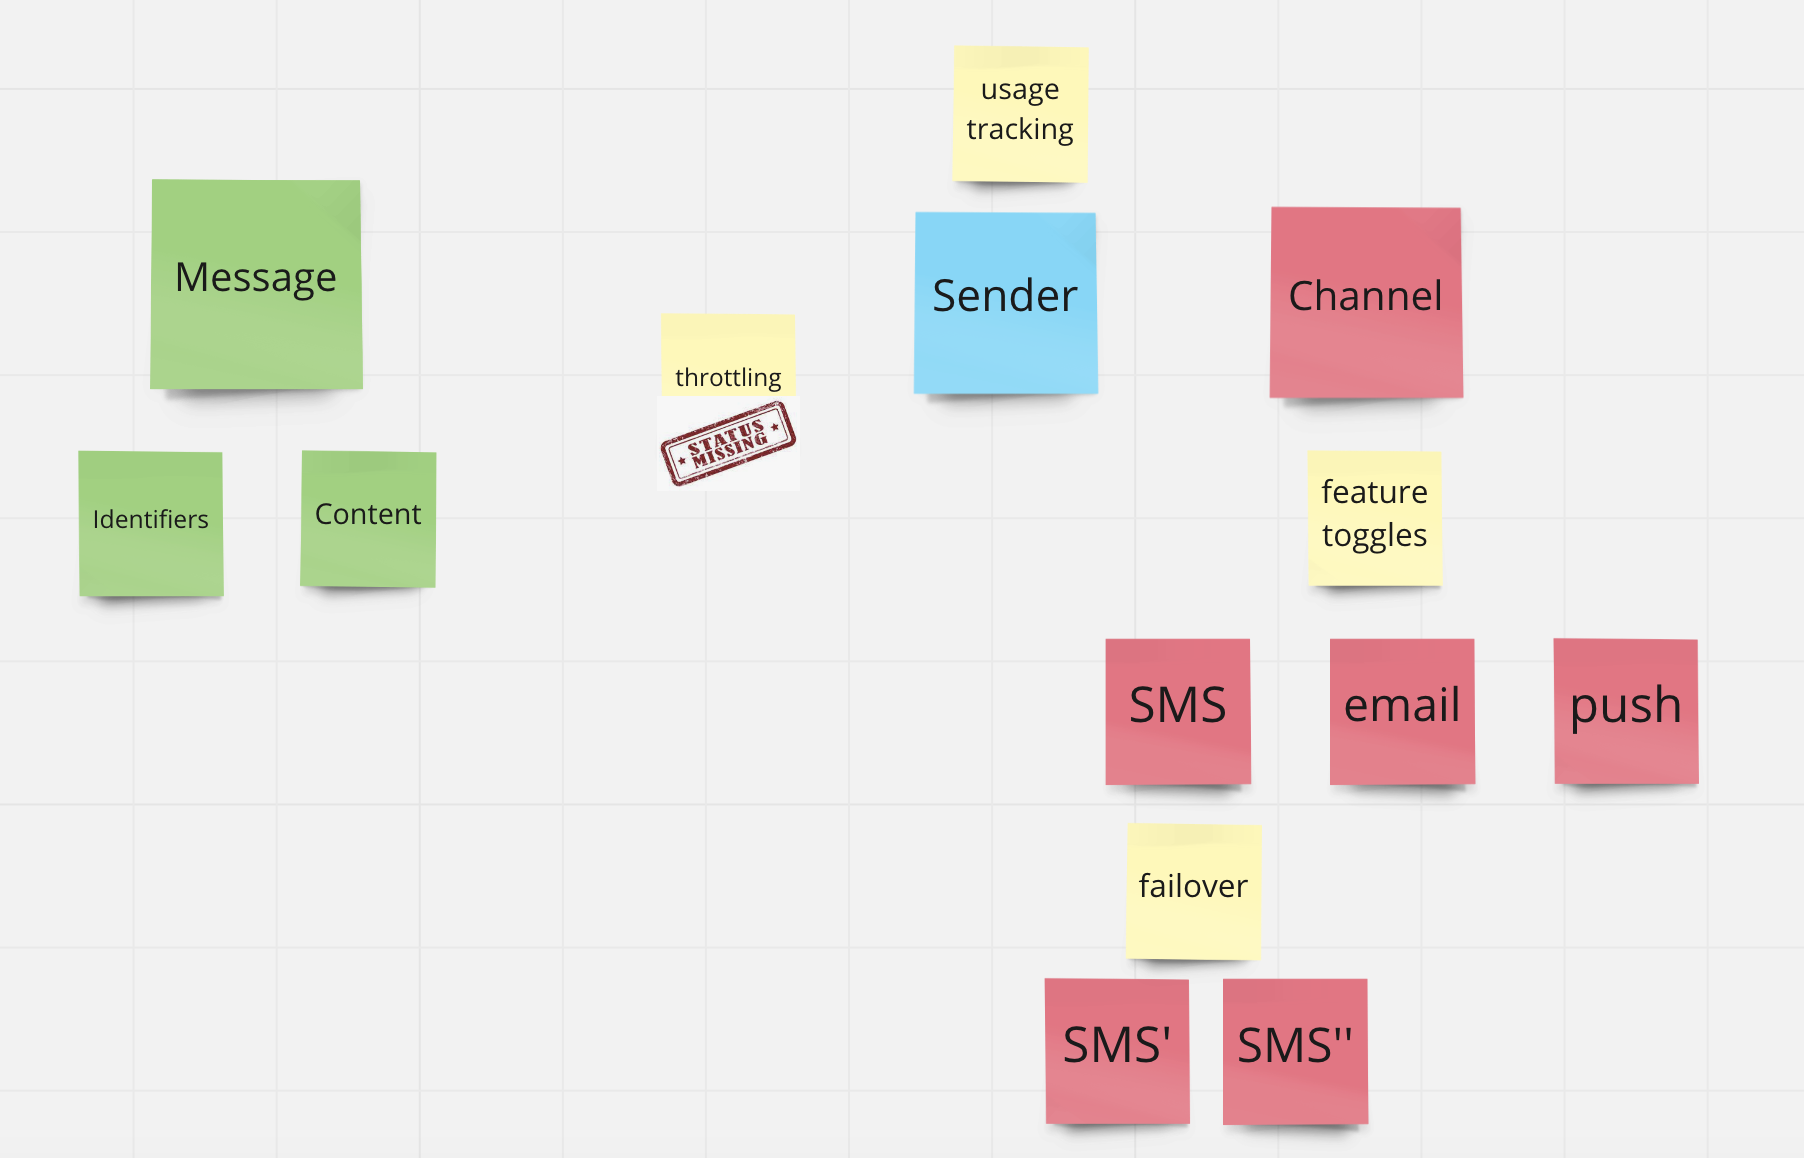 usage
tracking
Message
Sender
Channel
throttling
STATUS
MISSING
Identifiers
Content
feature
toggles
SMS
email
push
failover
SMS'
SMS''